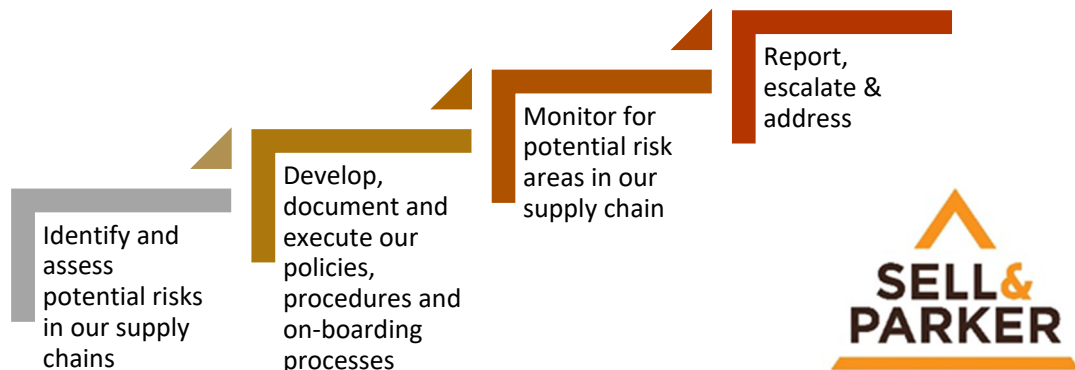 Identify and
assess
potential risks
in our supply
chains
Develop,
document and
execute our
policies,
procedures and
on-boarding
processes
Monitor for
potential risk
areas in our
supply chain
Report,
escalate &
address
SELL&
PARKER